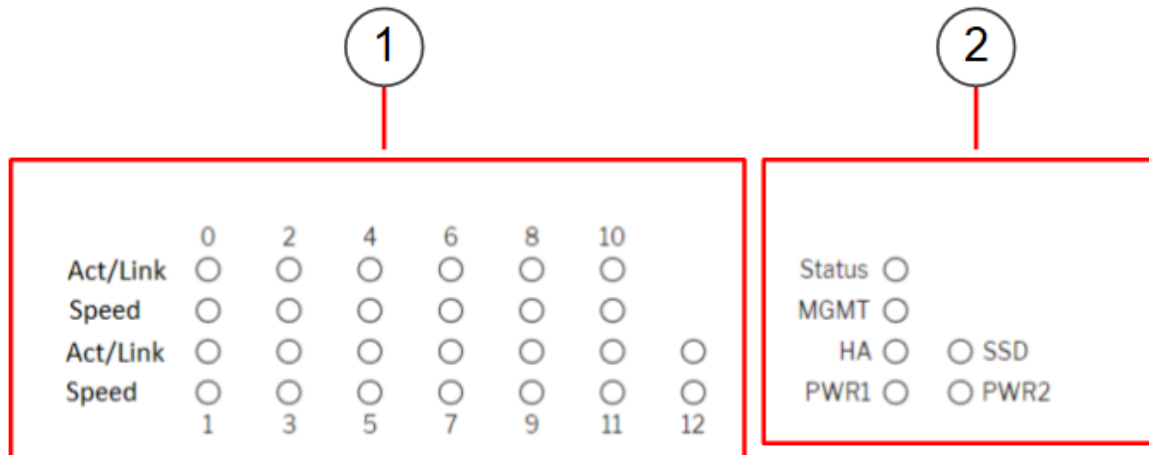 1
2
0 2 4 6 8 10
Act/Link
Speed
Act/Link
Speed
1 3 5 7 9 11 12
Status
MGMT
HA SSD
PWR1 PWR2